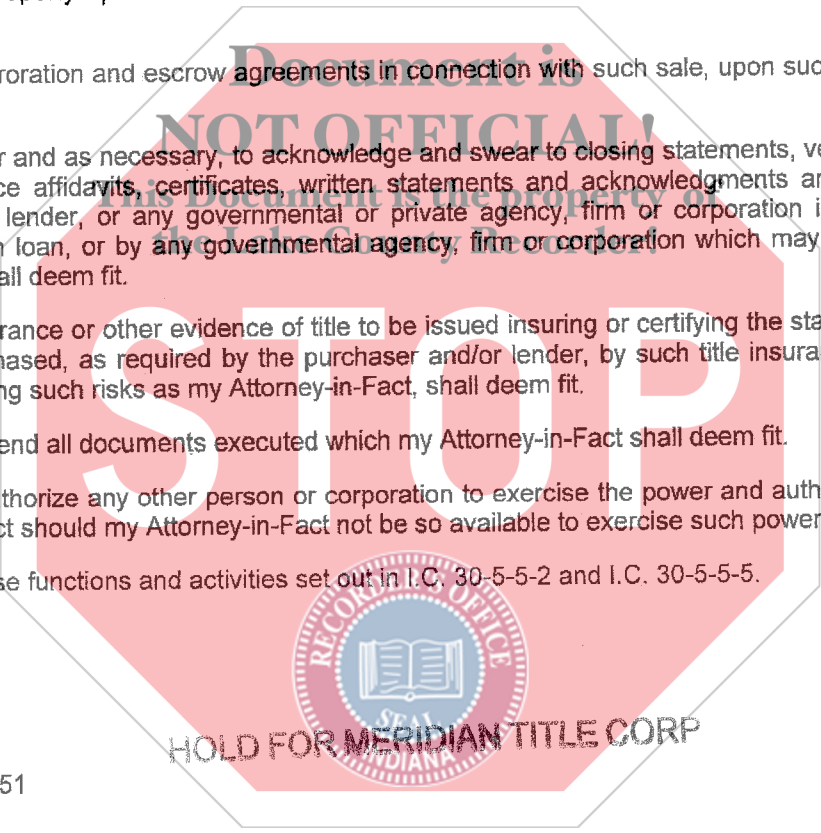 roration and escrow agreements in connection with such sale, upon suc
Document is
NOT OFFICIAL!
r and as necessary, to acknowledge and swear to closing statements, ve
ce affidavits, certificates, written statements and acknowledgments ar
This Document is the property of
lender, or any governmental or private agency, firm or corporation i
the Lake County Recorder!
n loan, or by any governmental agency, firm or corporation which may
all deem fit.
STOP
rance or other evidence of title to be issued insuring or certifying the sta
hased, as required by the purchaser and/or lender, by such title insura
ng such risks as my Attorney-in-Fact, shall deem fit.
end all documents executed which my Attorney-in-Fact shall deem fit.
uthorize any other person or corporation to exercise the power and auth
ct should my Attorney-in-Fact not be so available to exercise such power
se functions and activities set out in I.C. 30-5-5-2 and I.C. 30-5-5-5.
RECORDER'S OFFICE
SEAL
INDIANA
HOLD FOR MERIDIAN TITLE CORP
51